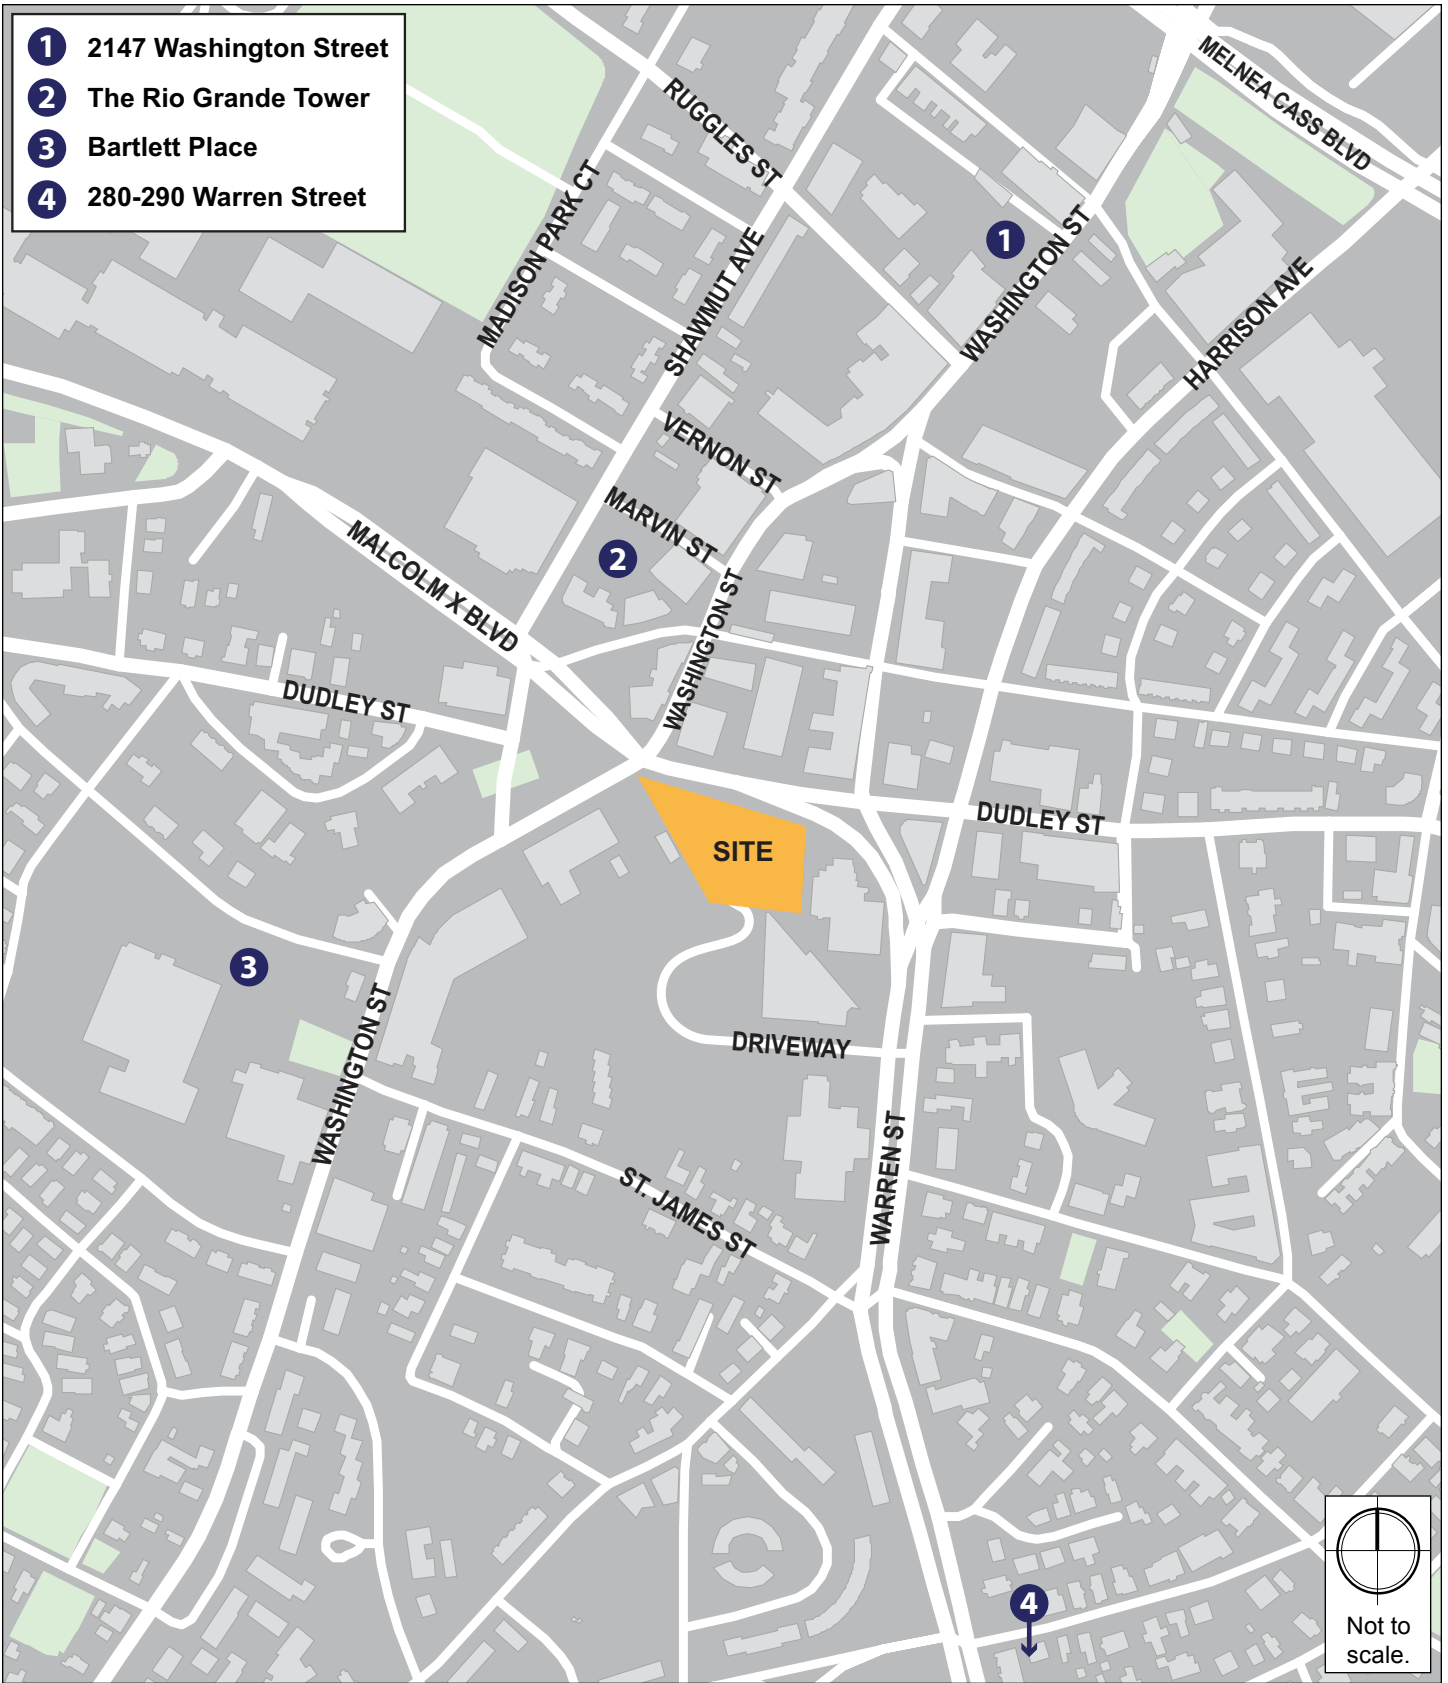 1 2147 Washington Street
2 The Rio Grande Tower
3 Bartlett Place
4 280-290 Warren Street
MELNEA CASS BLVD
RUGGLES ST
MADISON PARK CT
SHAWMUT AVE
1
WASHINGTON ST
HARRISON AVE
VERNON ST
MARVIN ST
2
MALCOLM X BLVD
WASHINGTON ST
DUDLEY ST
DUDLEY ST
SITE
3
WASHINGTON ST
DRIVEWAY
WARREN ST
ST. JAMES ST
4
Not to
scale.